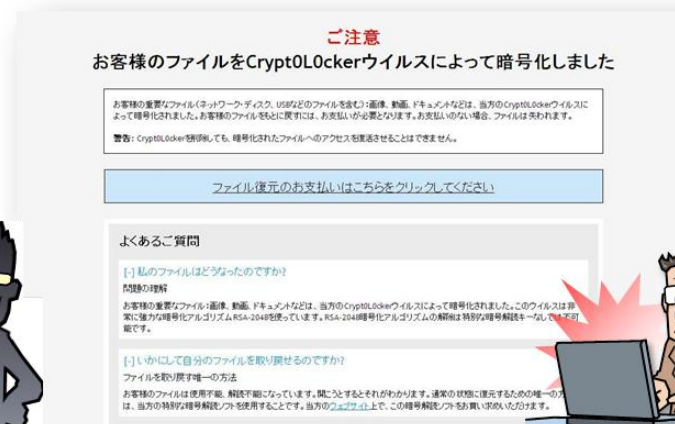 ご注意
お客様のファイルをCrypt0L0ckerウイルスによって暗号化しました
お客様の重要なファイル(ネットワーク・ディスク、USBなどのファイルを含む):画像、動画、ドキュメントなどは、当方のCrypt0L0ckerウイルスに
よって暗号化されました。お客様のファイルをもとに戻すには、お支払いが必要となります。お支払いのない場合、ファイルは失われます。
警告: Crypt0L0ckerを削除しても、暗号化されたファイルへのアクセスを復活させることはできません。
ファイル復元のお支払いはこちらをクリックしてください
よくあるご質問
[-] 私のファイルはどうなったのですか?
問題の理解
お客様の重要なファイル:画像、動画、ドキュメントなどは、当方のCrypt0L0ckerウイルスによって暗号化されました。このウイルスは非
常に強力な暗号化アルゴリズムRSA-2048を使っています。RSA-2048暗号化アルゴリズムの解除は特別な暗号解読キーなしでは不可
能です。
[-] いかにして自分のファイルを取り戻せるのですか?
ファイルを取り戻す唯一の方法
お客様のファイルは使用不能、解読不能になっています。開こうとするとそれがわかります。通常の状態に復元するための唯一の方
は、当方の特別な暗号解読ソフトを使用することです。当方のウェブサイト上で、この暗号解読ソフトをお買い求めいただけます。